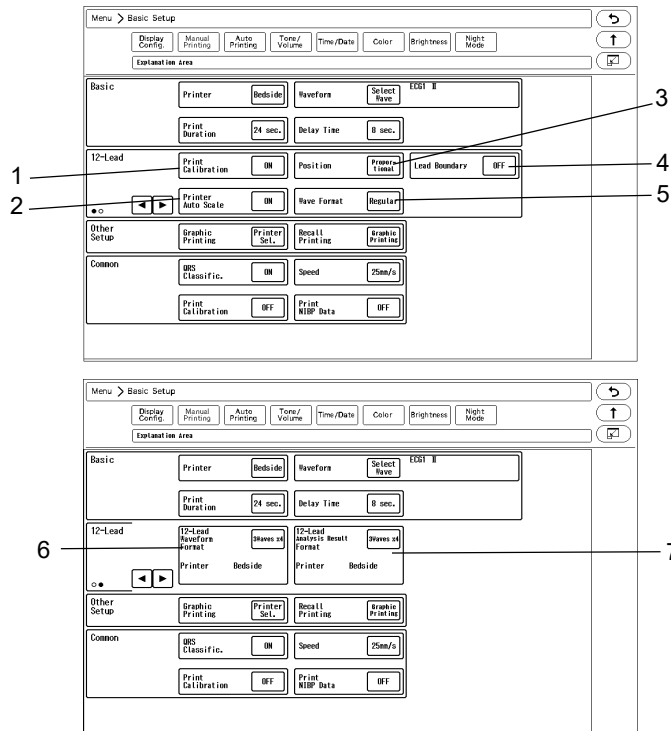 Menu > Basic Setup
Display Config. Manual Printing Auto Printing Tone/ Volume Time/Date Color Brightness Night Mode
Explanation Area
Basic
Printer Bedside Waveform Select Wave ECG1 II
Print Duration 24 sec. Delay Time 8 sec.
12-Lead
1 Print Calibration ON Position Propor- tional 3 Lead Boundary OFF 4
2 Printer Auto Scale ON Wave Format Regular 5
Other Setup Graphic Printing Printer Sel. Recall Printing Graphic Printing
Common
QRS Classific. ON Speed 25mm/s
Print Calibration OFF Print NIBP Data OFF
Menu > Basic Setup
Display Config. Manual Printing Auto Printing Tone/ Volume Time/Date Color Brightness Night Mode
Explanation Area
Basic
Printer Bedside Waveform Select Wave ECG1 II
Print Duration 24 sec. Delay Time 8 sec.
12-Lead
6 12-Lead Waveform Format 3Waves x4 12-Lead Analysis Result Format 3Waves x4 7
Printer Bedside Printer Bedside
Other Setup Graphic Printing Printer Sel. Recall Printing Graphic Printing
Common
QRS Classific. ON Speed 25mm/s
Print Calibration OFF Print NIBP Data OFF